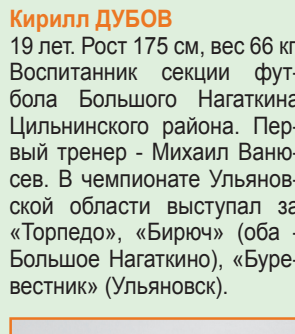 Кирилл ДУБОВ
19 лет. Рост 175 см, вес 66 кг
Воспитанник секции фут-
бола Большого Нагаткина
Цильнинского района. Пер-
вый тренер - Михаил Ваню-
сев. В чемпионате Ульянов-
ской области выступал за
«Торпедо», «Бирюч» (оба -
Большое Нагаткино), «Буре-
вестник» (Ульяновск).